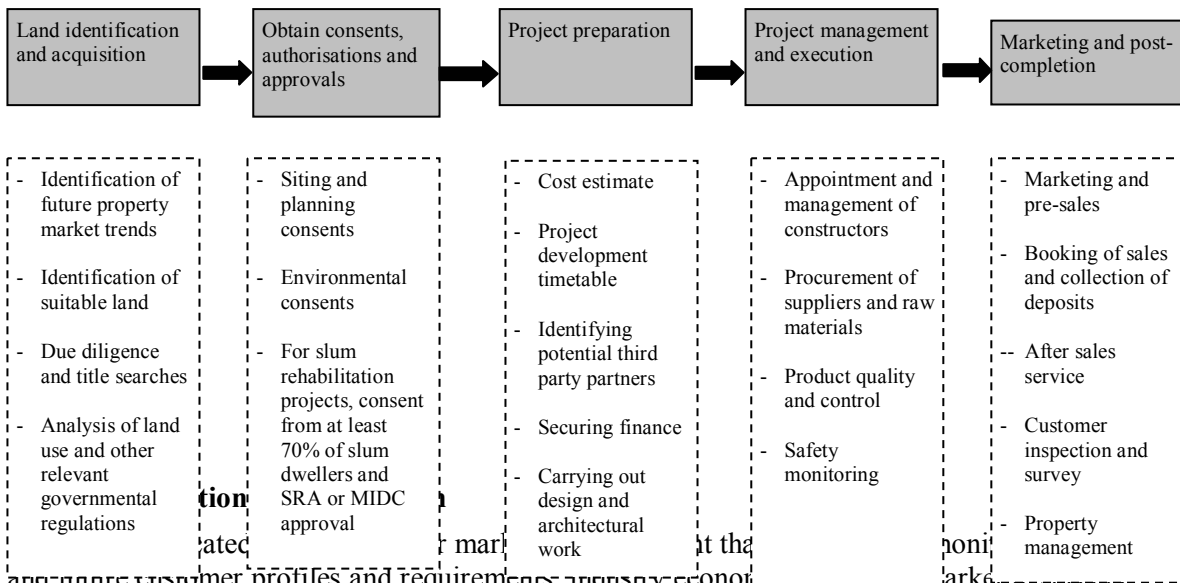 Land identification
and acquisition
Obtain consents,
authorisations and
approvals
Project preparation
Project management
and execution
Marketing and post-
completion
- Identification of
future property
market trends
- Identification of
suitable land
- Due diligence
and title searches
- Analysis of land
use and other
relevant
governmental
regulations
- Siting and
planning
consents
- Environmental
consents
- For slum
rehabilitation
projects, consent
from at least
70% of slum
dwellers and
SRA or MIDC
approval
- Cost estimate
- Project
development
timetable
- Identifying
potential third
party partners
- Securing finance
- Carrying out
design and
architectural
work
- Appointment and
management of
constructors
- Procurement of
suppliers and raw
materials
- Product quality
and control
- Safety
monitoring
- Marketing and
pre-sales
- Booking of sales
and collection of
deposits
-- After sales
service
- Customer
inspection and
survey
- Property
management
profiles and